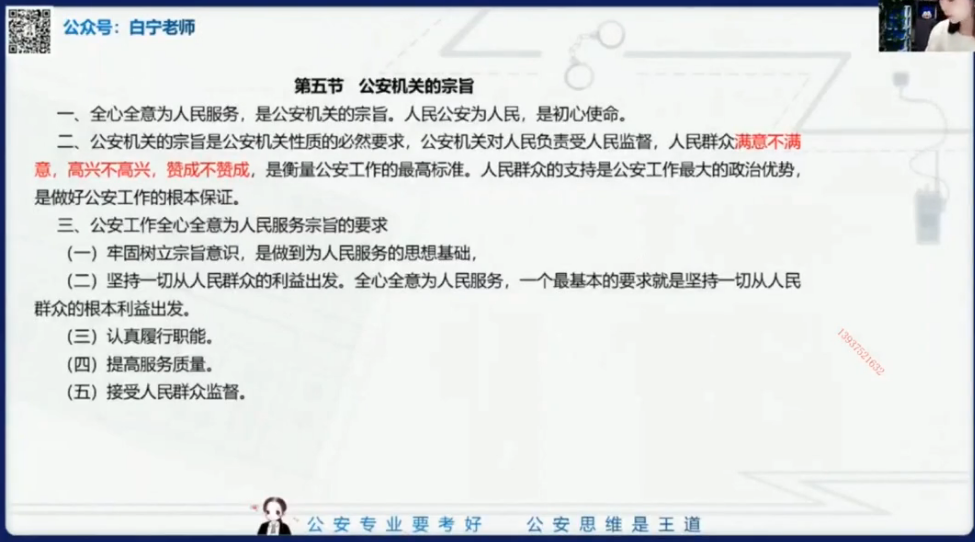 公众号：白宁老师
第五节 公安机关的宗旨
一、全心全意为人民服务，是公安机关的宗旨。人民公安为人民，是初心使命。
二、公安机关的宗旨是公安机关性质的必然要求，公安机关对人民负责受人民监督，人民群众满意不满
意，高兴不高兴，赞成不赞成，是衡量公安工作的最高标准。人民群众的支持是公安工作最大的政治优势，
是做好公安工作的根本保证。
三、公安工作全心全意为人民服务宗旨的要求
（一）牢固树立宗旨意识，是做到为人民服务的思想基础，
（二）坚持一切从人民群众的利益出发。全心全意为人民服务，一个最基本的要求就是坚持一切从人民
群众的根本利益出发。
（三）认真履行职能。
（四）提高服务质量。
（五）接受人民群众监督。
13937521632
公安专业要考好 公安思维是王道